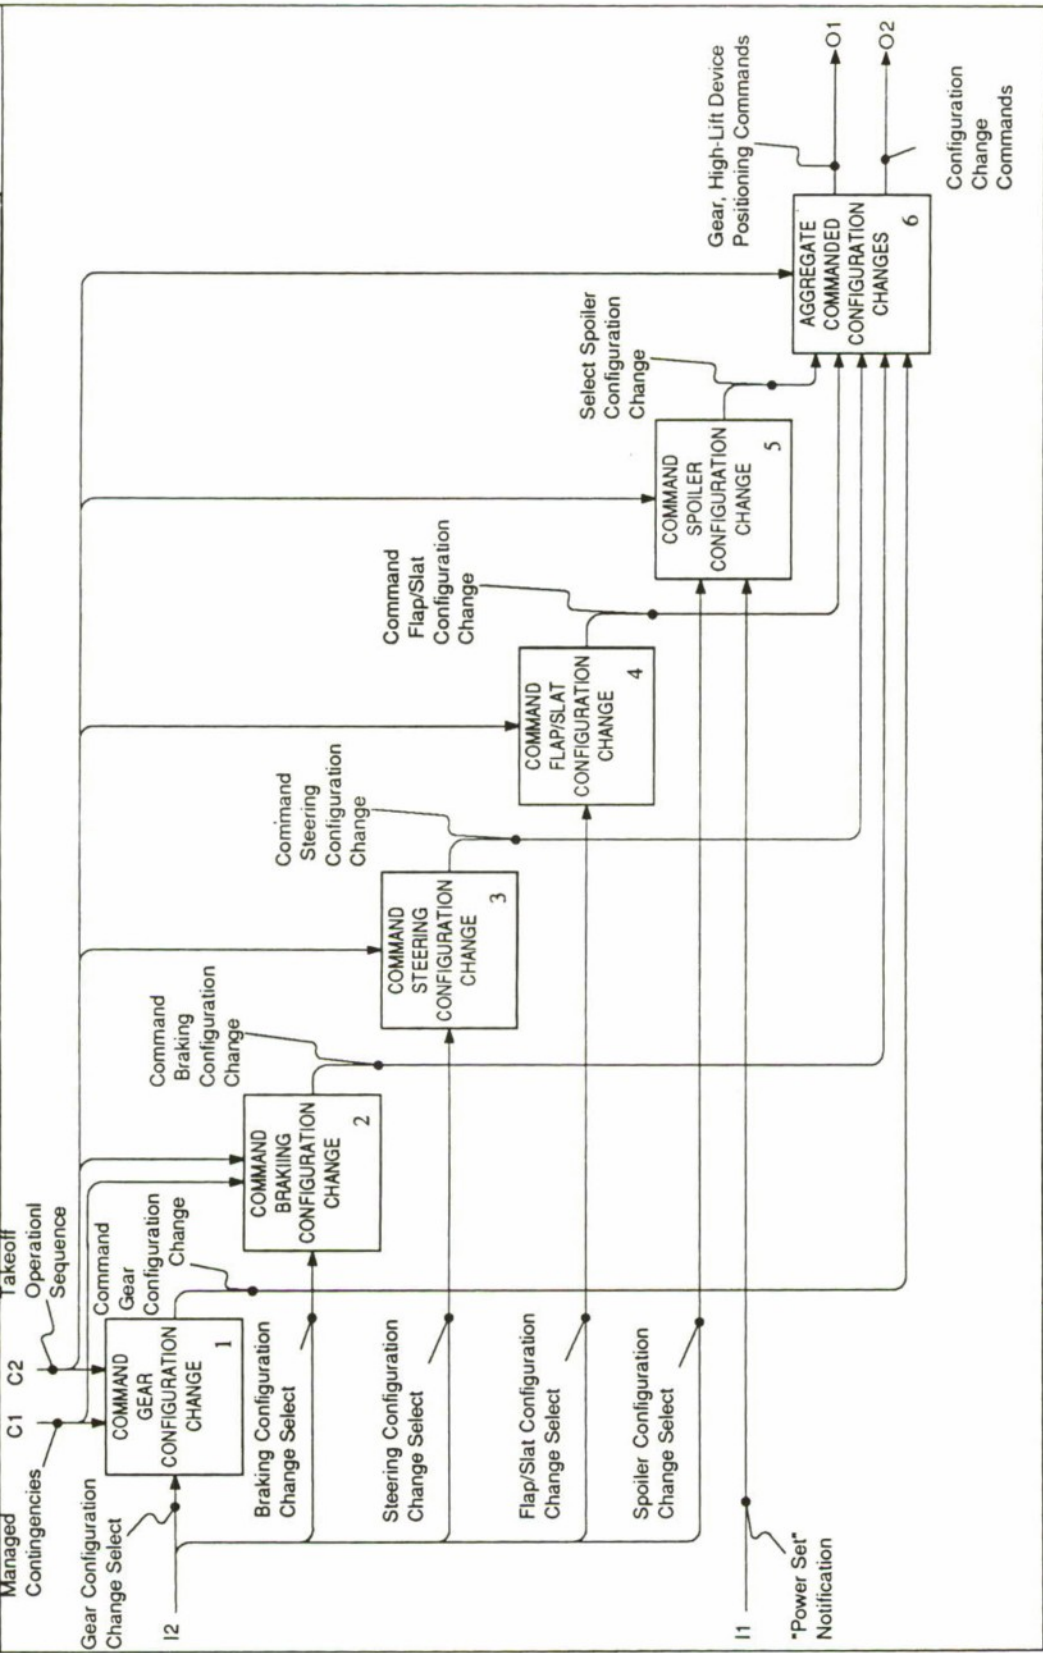 Managed
Contingencies
C1
C2
Takeoff
Operationl
Sequence
Gear Configuration
Change Select
I2
COMMAND
GEAR
CONFIGURATION
CHANGE
1
Command
Gear
Configuration
Change
Braking Configuration
Change Select
COMMAND
BRAKIING
CONFIGURATION
CHANGE
2
Command
Braking
Configuration
Change
Steering Configuration
Change Select
COMMAND
STEERING
CONFIGURATION
CHANGE
3
Command
Steering
Configuration
Change
Flap/Slat Configuration
Change Select
COMMAND
FLAP/SLAT
CONFIGURATION
CHANGE
4
Command
Flap/Slat
Configuration
Change
Spoiler Configuration
Change Select
COMMAND
SPOILER
CONFIGURATION
CHANGE
5
Select Spoiler
Configuration
Change
I1
"Power Set"
Notification
AGGREGATE
COMMANDED
CONFIGURATION
CHANGES
6
Gear, High-Lift Device
Positioning Commands
O1
O2
Configuration
Change
Commands